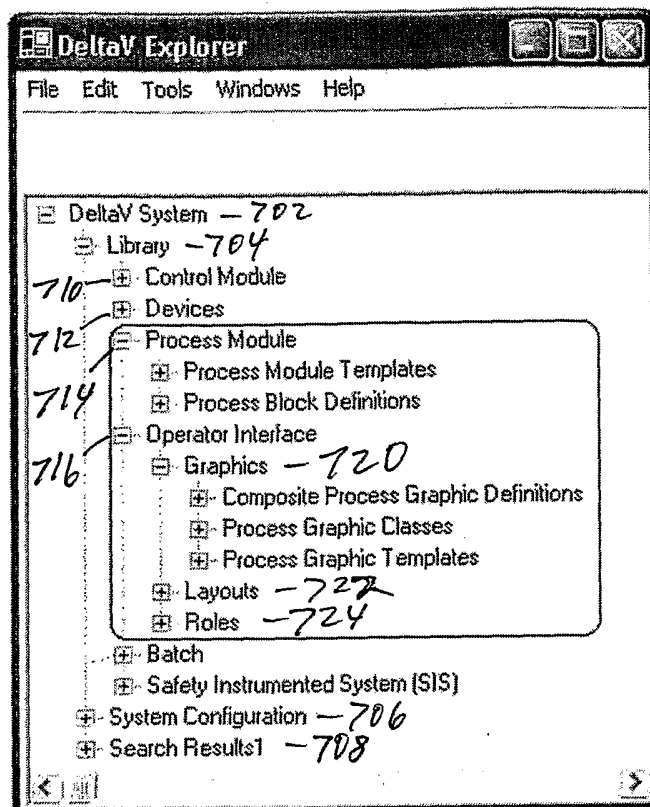 DeltaV Explorer
File Edit Tools Windows Help
DeltaV System — 702
Library — 704
710 Control Module
712 Devices
714 Process Module
Process Module Templates
Process Block Definitions
716 Operator Interface
Graphics — 720
Composite Process Graphic Definitions
Process Graphic Classes
Process Graphic Templates
Layouts — 722
Roles — 724
Batch
Safety Instrumented System (SIS)
System Configuration — 706
Search Results1 — 708